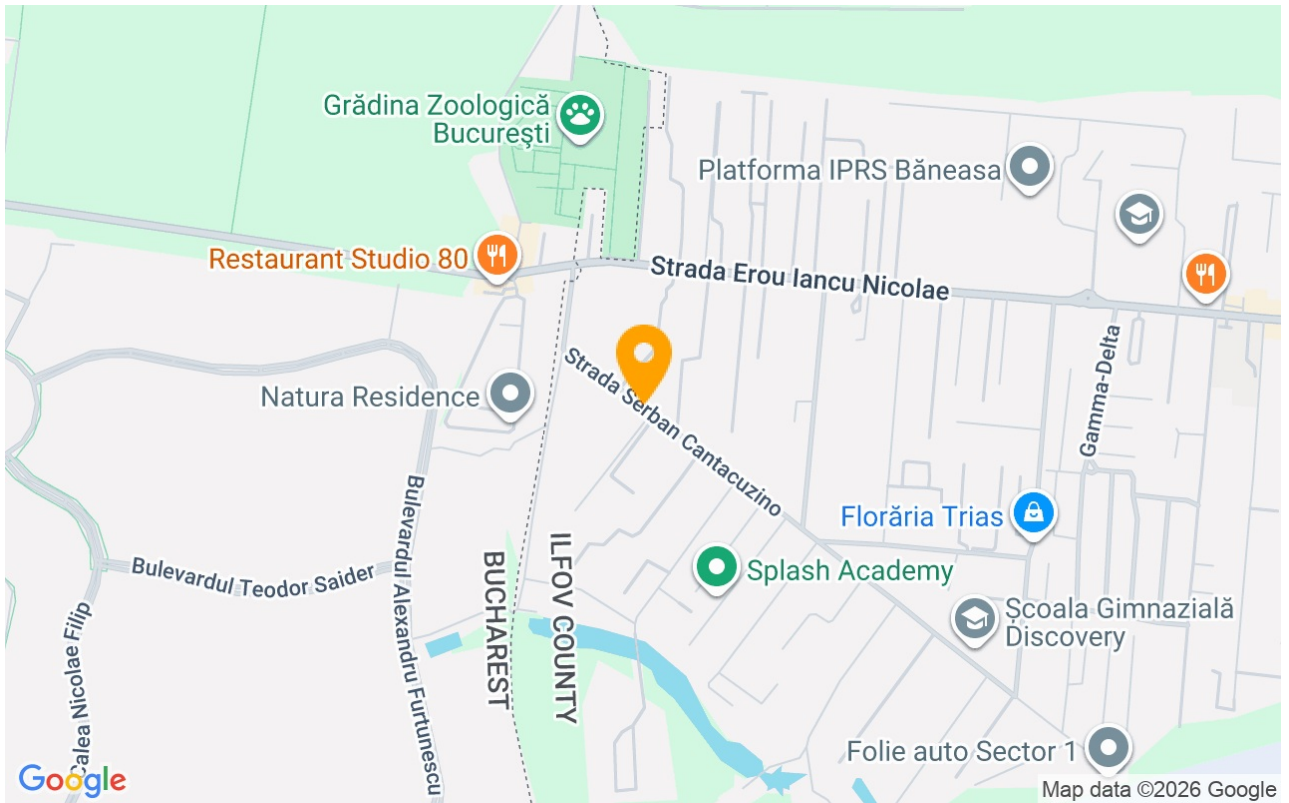 Grădina Zoologică
București
Platforma IPRS Băneasa
Restaurant Studio 80
Strada Erou Iancu Nicolae
Natura Residence
Strada Serban Cantacuzino
Gamma-Delta
Florăria Trias
Bulevardul Teodor Saider
Bulevardul Alexandru Furtunescu
Calea Nicolae Filip
BUCHAREST
ILFOV COUNTY
Splash Academy
Școala Gimnazială
Discovery
Folie auto Sector 1
Google
Map data ©2026 Google